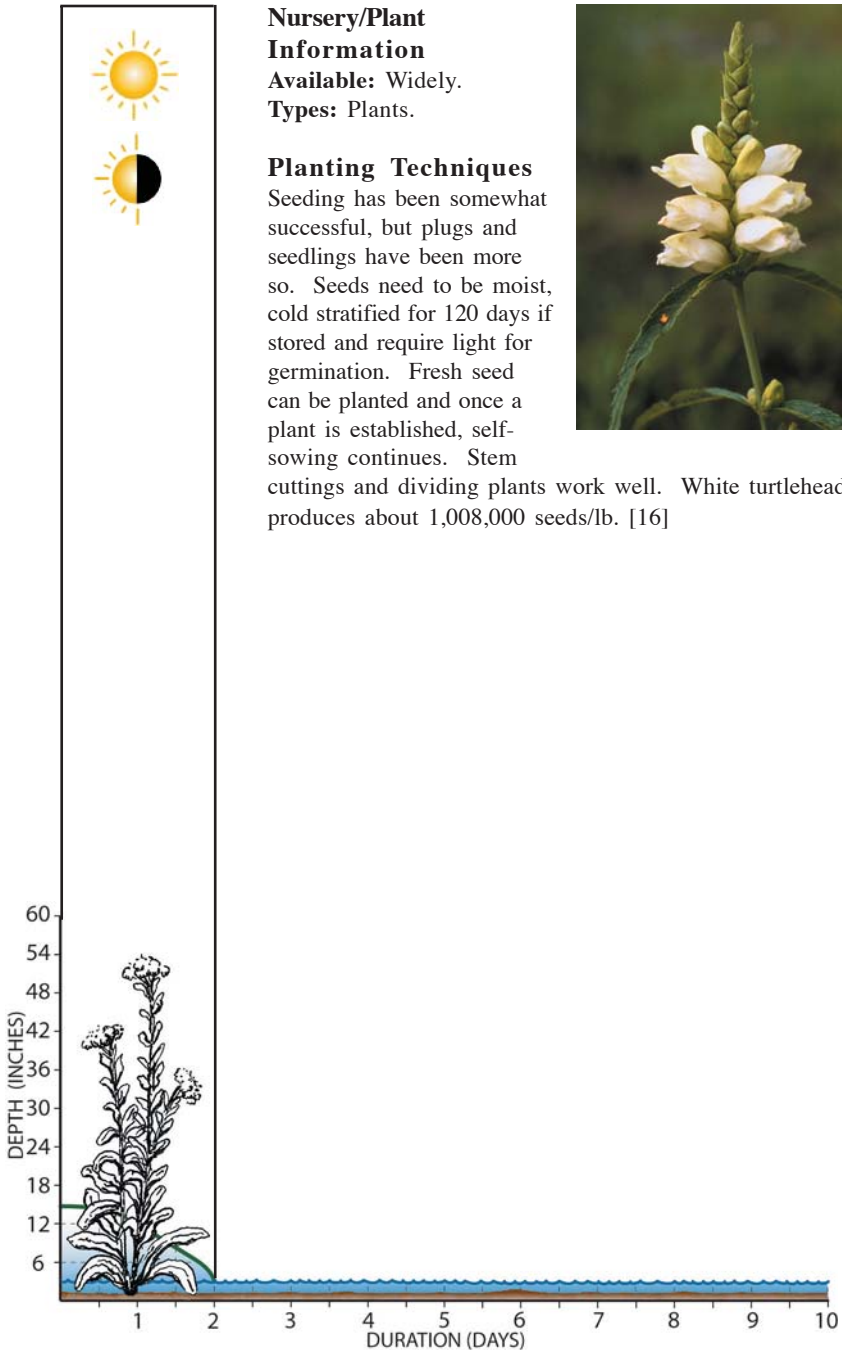 Nursery/Plant
Information
Available: Widely.
Types: Plants.
Planting Techniques
Seeding has been somewhat
successful, but plugs and
seedlings have been more
so. Seeds need to be moist,
cold stratified for 120 days if
stored and require light for
germination. Fresh seed
can be planted and once a
plant is established, self-
sowing continues. Stem
cuttings and dividing plants work well. White turtlehead
produces about 1,008,000 seeds/lb. [16]
60
54
48
42
36
30
24
18
12
6
DEPTH (INCHES)
1 2 3 4 5 6 7 8 9 10
DURATION (DAYS)